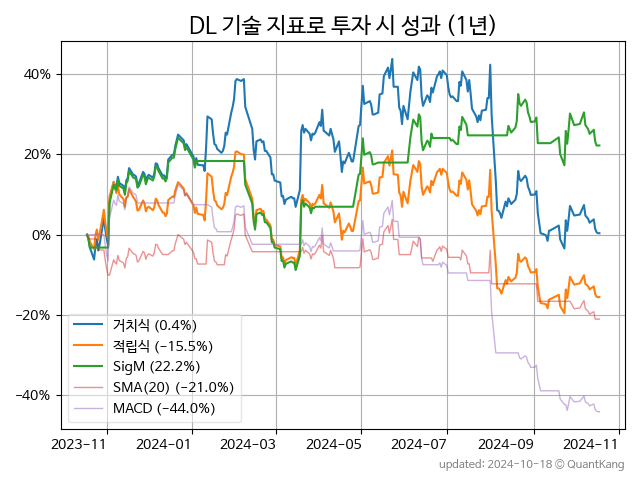 DL 기술 지표로 투자 시 성과 (1년)
40%
20%
0%
−20%
−40%
거치식 (0.4%)
적립식 (−15.5%)
SigM (22.2%)
SMA(20) (−21.0%)
MACD (−44.0%)
2023-11 2024-01 2024-03 2024-05 2024-07 2024-09 2024-11
updated: 2024-10-18 © QuantKang